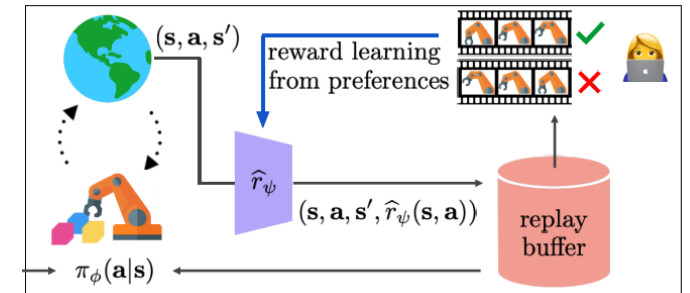 (s, a, s′)
reward learning
from preferences
r̂ψ
(s, a, s′, r̂ψ(s, a))
replay
buffer
πϕ(a|s)